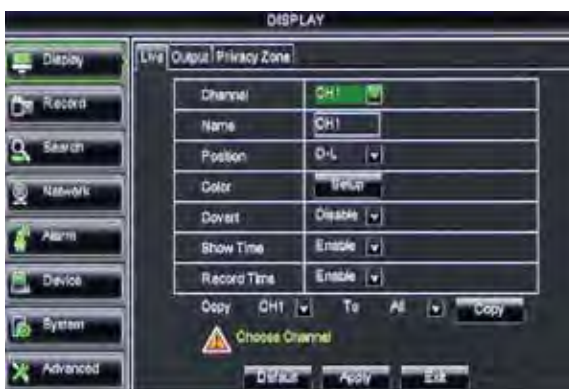 DISPLAY
Display
Record
Search
Network
Alarm
Device
System
Advanced
Live Output Privacy Zone
Channel CH1
Name CH1
Position D-L
Color Setup
Covert Disable
Show Time Enable
Record Time Enable
Copy CH1 To All Copy
Choose Channel
Default Apply Exit